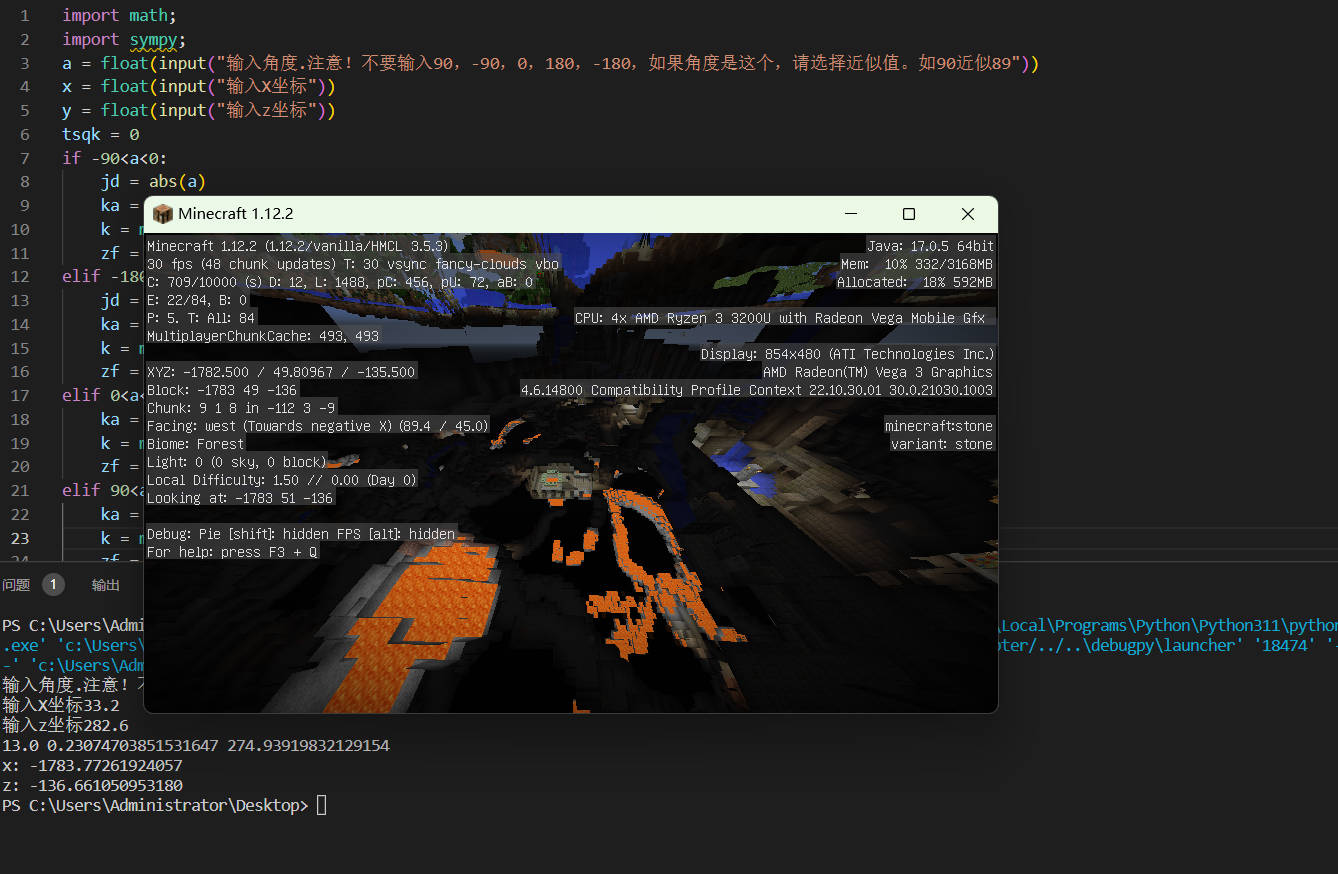 1 import math;
2 import sympy;
3 a = float(input("输入角度.注意！不要输入90，-90，0，180，-180，如果角度是这个，请选择近似值。如90近似89"))
4 x = float(input("输入X坐标"))
5 y = float(input("输入z坐标"))
6 tsqk = 0
7 if -90<a<0:
8 jd = abs(a)
9 ka =
10 k =
11 zf =
12 elif -180
13 jd =
14 ka =
15 k =
16 zf =
17 elif 0<a<
18 ka =
19 k =
20 zf =
21 elif 90<a
22 ka =
23 k =
24 zf =
Minecraft 1.12.2
Minecraft 1.12.2 (1.12.2/vanilla/HMCL 3.5.3)
30 fps (48 chunk updates) T: 30 vsync fancy-clouds vbo
C: 709/10000 (s) D: 12, L: 1488, pC: 456, pU: 72, aB: 0
E: 22/84, B: 0
P: 5. T: All: 84
MultiplayerChunkCache: 493, 493
XYZ: -1782.500 / 49.80967 / -135.500
Block: -1783 49 -136
Chunk: 9 1 8 in -112 3 -9
Facing: west (Towards negative X) (89.4 / 45.0)
Biome: Forest
Light: 0 (0 sky, 0 block)
Local Difficulty: 1.50 // 0.00 (Day 0)
Looking at: -1783 51 -136
Debug: Pie [shift]: hidden FPS [alt]: hidden
For help: press F3 + Q
Java: 17.0.5 64bit
Mem: 10% 332/3168MB
Allocated: 18% 592MB
CPU: 4x AMD Ryzen 3 3200U with Radeon Vega Mobile Gfx
Display: 854x480 (ATI Technologies Inc.)
AMD Radeon(TM) Vega 3 Graphics
4.6.14800 Compatibility Profile Context 22.10.30.01 30.0.21030.1003
minecraft:stone
variant: stone
问题 1 输出
PS C:\Users\Admi \Local\Programs\Python\Python311\python
.exe' 'c:\Users\ pter/../..\debugpy\launcher' '18474' '-
-' 'c:\Users\Adm
输入角度.注意！
输入X坐标33.2
输入z坐标282.6
13.0 0.23074703851531647 274.93919832129154
x: -1783.77261924057
z: -136.661050953180
PS C:\Users\Administrator\Desktop>